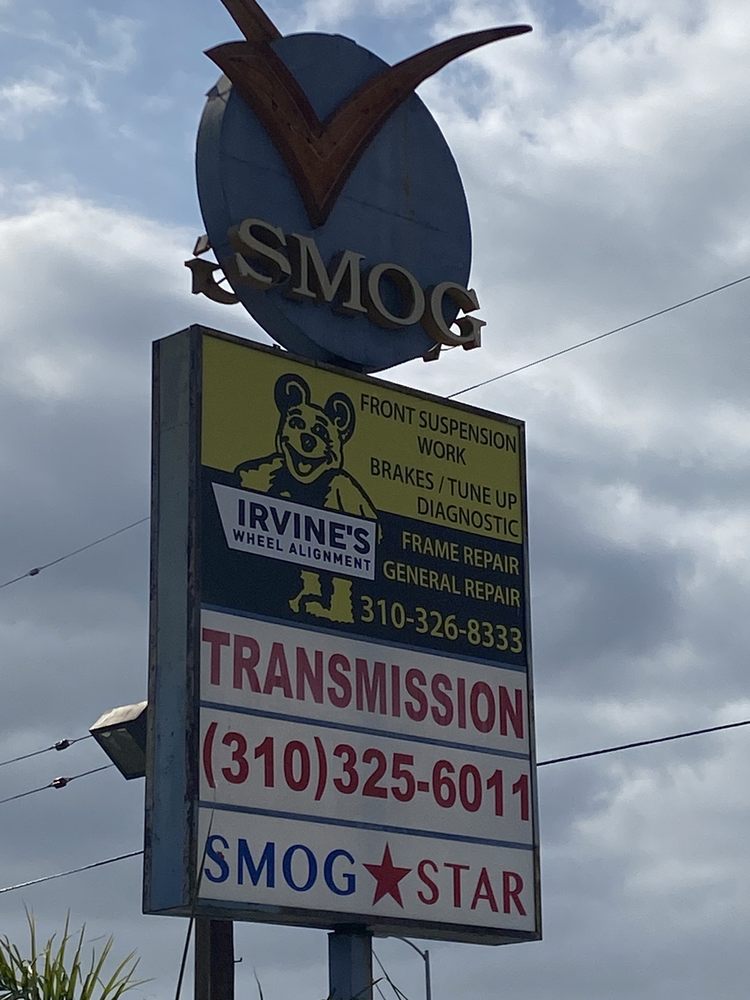 SMOG
FRONT SUSPENSION
WORK
BRAKES / TUNE UP
DIAGNOSTIC
IRVINE'S
WHEEL ALIGNMENT
FRAME REPAIR
GENERAL REPAIR
310-326-8333
TRANSMISSION
(310)325-6011
SMOG★STAR